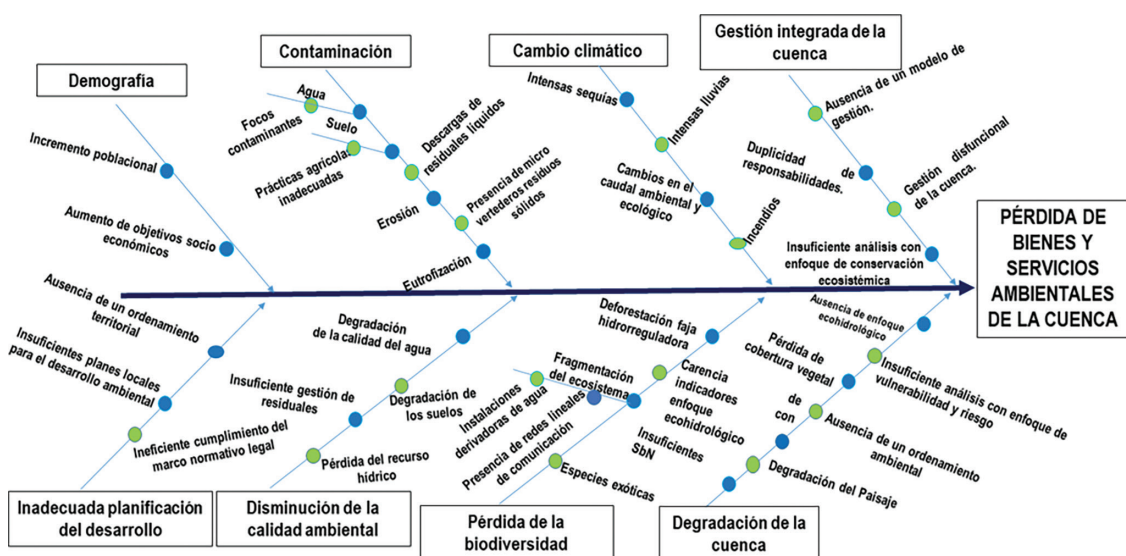 Gestión integrada de la
cuenca
Contaminación
Cambio climático
Demografía
Agua
Focos
contaminantes
Suelo
Prácticas agrícolas
inadecuadas
Descargas de
residuales líquidos
Erosión
Presencia de micro
vertederos residuos
sólidos
Eutrofización
Incremento poblacional
Aumento de objetivos socio
económicos
Intensas sequías
Intensas lluvias
Cambios en el
caudal ambiental y
ecológico
Incendios
Ausencia de un modelo de
gestión.
Duplicidad de
responsabilidades.
Gestión disfuncional
de la cuenca.
Insuficiente análisis con
enfoque de conservación
ecosistémica
PÉRDIDA DE
BIENES Y
SERVICIOS
AMBIENTALES
DE LA CUENCA
Ausencia de un ordenamiento
territorial
Insuficientes planes locales
para el desarrollo ambiental
Ineficiente cumplimiento del
marco normativo legal
Degradación
de la calidad del agua
Insuficiente gestión de
residuales
Degradación de
los suelos
Pérdida del recurso
hídrico
Deforestación faja
hidrorreguladora
Fragmentación
del ecosistema
Instalaciones
derivadoras de agua
Presencia de redes lineales
de comunicación
Carencia de
indicadores con
enfoque
ecohidrológico
Insuficientes
SbN
Especies exóticas
Ausencia de enfoque
ecohidrológico
Pérdida de
cobertura vegetal
Insuficiente análisis con enfoque de
vulnerabilidad y riesgo
Ausencia de un ordenamiento
ambiental
Degradación del Paisaje
Inadecuada planificación
del desarrollo
Disminución de la
calidad ambiental
Pérdida de la
biodiversidad
Degradación de la
cuenca